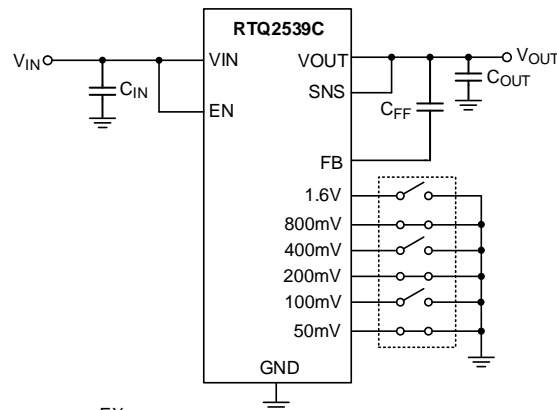 RTQ2539C
VIN
VIN
VOUT
VOUT
CIN
EN
SNS
CFF
COUT
FB
1.6V
800mV
400mV
200mV
100mV
50mV
GND
EX